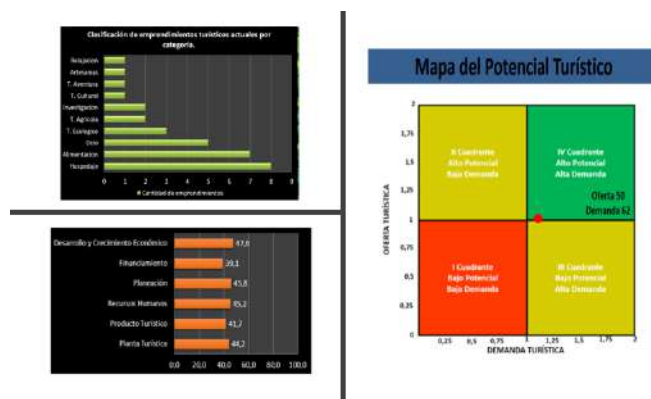 Clasificación de emprendimientos turísticos actuales por
categoría.
Relajación
Artesanias
T. Aventura
T. Cultural
Investigación
T. Agrícola
T. Ecológico
Ocio
Alimentación
Hospedaje
0 1 2 3 4 5 6 7 8 9
Cantidad de emprendimientos
Desarrollo y Crecimiento Económico 47,6
Financiamiento 39,1
Planeación 45,8
Recursos Humanos 45,2
Producto Turístico 41,7
Planta Turística 44,2
0,0 20,0 40,0 60,0 80,0 100,0
Mapa del Potencial Turístico
OFERTA TURÍSTICA
2
1,75
1,5
1,25
1
0,75
0,5
0,25
0
II Cuadrante
Alto Potencial
Baja Demanda
IV Cuadrante
Alto Potencial
Alta Demanda
Oferta 50
Demanda 62
I Cuadrante
Bajo Potencial
Baja Demanda
III Cuadrante
Bajo Potencial
Alta Demanda
0,25 0,5 0,75 1 1,25 1,5 1,75 2
DEMANDA TURÍSTICA